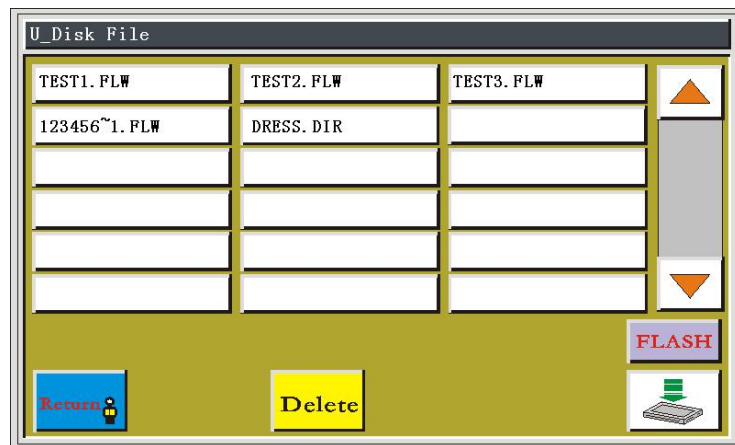 U_Disk File
TEST1.FLW TEST2.FLW TEST3.FLW
123456~1.FLW DRESS.DIR
FLASH
Return Delete